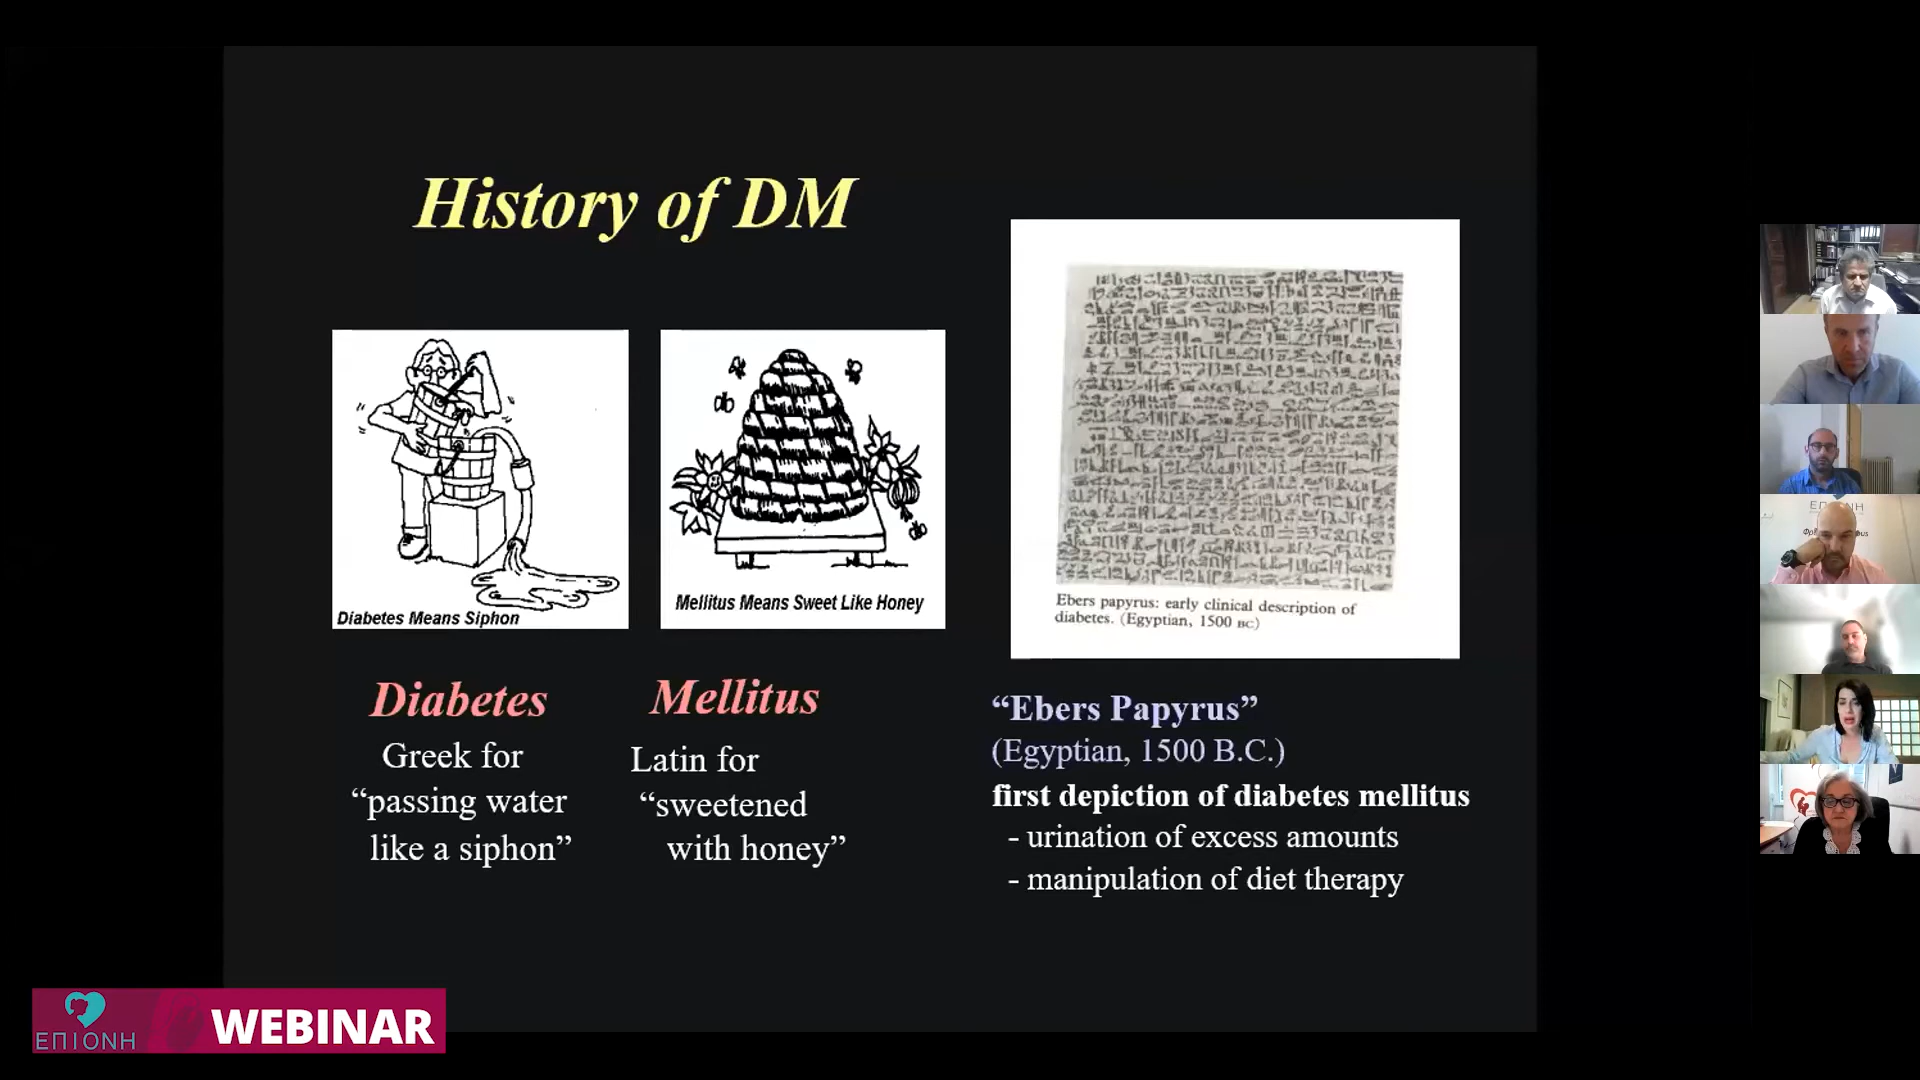 History of DM
Diabetes Means Siphon
Mellitus Means Sweet Like Honey
Ebers papyrus: early clinical description of
diabetes. (Egyptian, 1500 BC)
Diabetes
Greek for
“passing water
like a siphon”
Mellitus
Latin for
“sweetened
with honey”
“Ebers Papyrus”
(Egyptian, 1500 B.C.)
first depiction of diabetes mellitus
- urination of excess amounts
- manipulation of diet therapy
ΕΠΙΟΝΗ
WEBINAR
ΕΠΙΟΝΗ